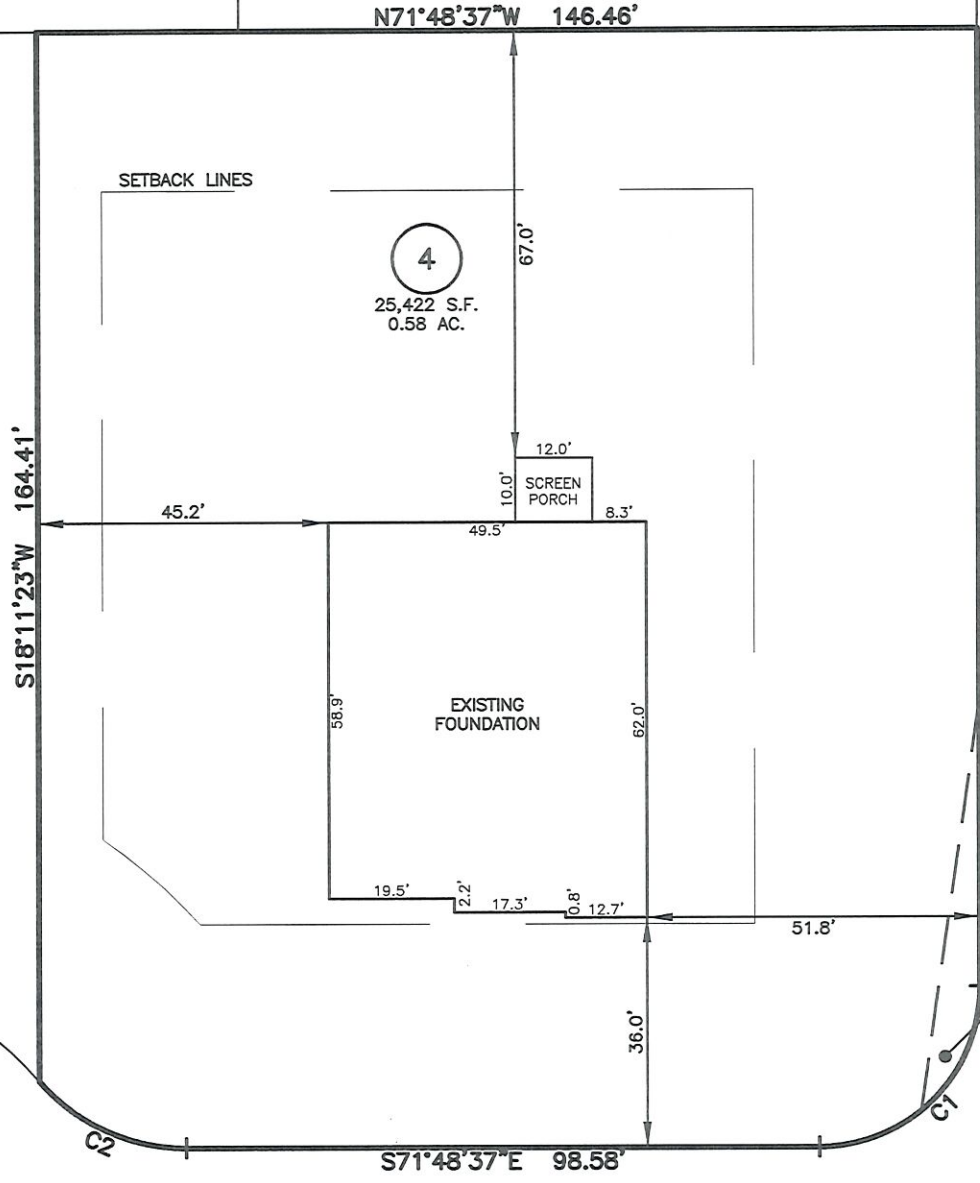 N71°48'37"W 146.46'
SETBACK LINES
4
25,422 S.F.
0.58 AC.
67.0'
S18°11'23"W 164.41'
12.0'
10.0'
SCREEN
PORCH
8.3'
45.2'
49.5'
58.9'
EXISTING
FOUNDATION
62.0'
19.5'
2.2'
17.3'
0.8'
12.7'
51.8'
36.0'
C1
C2
S71°48'37"E 98.58'